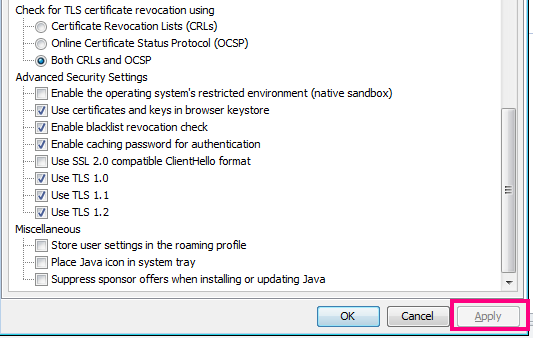 Check for TLS certificate revocation using
Certificate Revocation Lists (CRLs)
Online Certificate Status Protocol (OCSP)
Both CRLs and OCSP
Advanced Security Settings
Enable the operating system's restricted environment (native sandbox)
Use certificates and keys in browser keystore
Enable blacklist revocation check
Enable caching password for authentication
Use SSL 2.0 compatible ClientHello format
Use TLS 1.0
Use TLS 1.1
Use TLS 1.2
Miscellaneous
Store user settings in the roaming profile
Place Java icon in system tray
Suppress sponsor offers when installing or updating Java
OK Cancel Apply